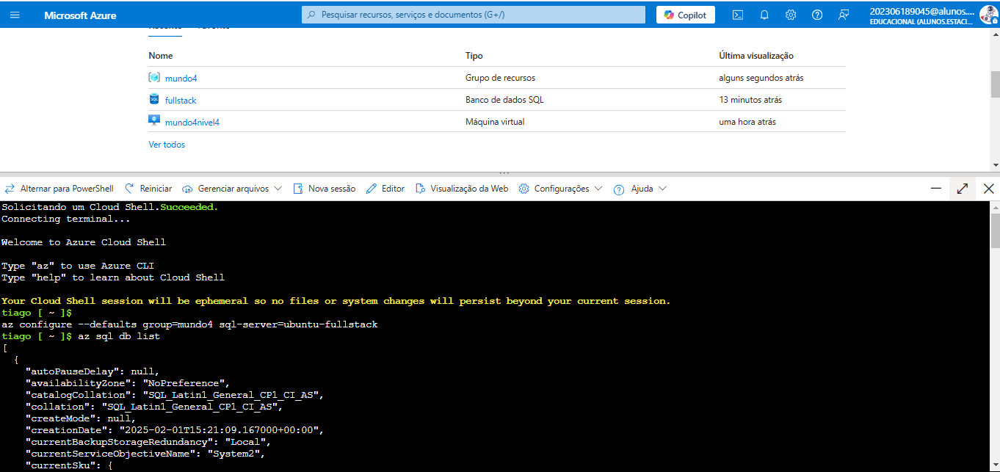 Microsoft Azure
Pesquisar recursos, serviços e documentos (G+/)
Copilot
202306189045@alunos....
EDUCACIONAL (ALUNOS.ESTACI...
Nome Tipo Última visualização
mundo4 Grupo de recursos alguns segundos atrás
SQL fullstack Banco de dados SQL 13 minutos atrás
mundo4nivel4 Máquina virtual uma hora atrás
Ver todos
Alternar para PowerShell Reiniciar Gerenciar arquivos Nova sessão Editor Visualização da Web Configurações Ajuda
Solicitando um Cloud Shell.Succeeded.
Connecting terminal...
Welcome to Azure Cloud Shell
Type "az" to use Azure CLI
Type "help" to learn about Cloud Shell
Your Cloud Shell session will be ephemeral so no files or system changes will persist beyond your current session.
tiago [ ~ ]$
az configure --defaults group=mundo4 sql-server=ubuntu-fullstack
tiago [ ~ ]$ az sql db list
[
{
"autoPauseDelay": null,
"availabilityZone": "NoPreference",
"catalogCollation": "SQL_Latin1_General_CP1_CI_AS",
"collation": "SQL_Latin1_General_CP1_CI_AS",
"createMode": null,
"creationDate": "2025-02-01T15:21:09.167000+00:00",
"currentBackupStorageRedundancy": "Local",
"currentServiceObjectiveName": "System2",
"currentSku": {